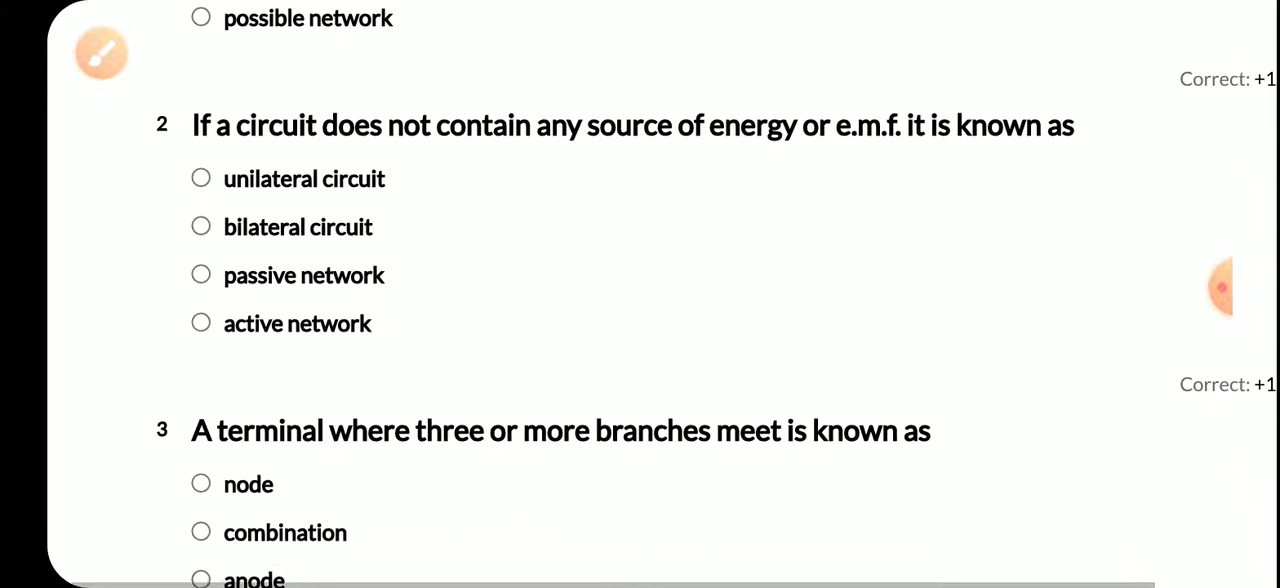 possible network
Correct: +1
2 If a circuit does not contain any source of energy or e.m.f. it is known as
unilateral circuit
bilateral circuit
passive network
active network
Correct: +1
3 A terminal where three or more branches meet is known as
node
combination
anode